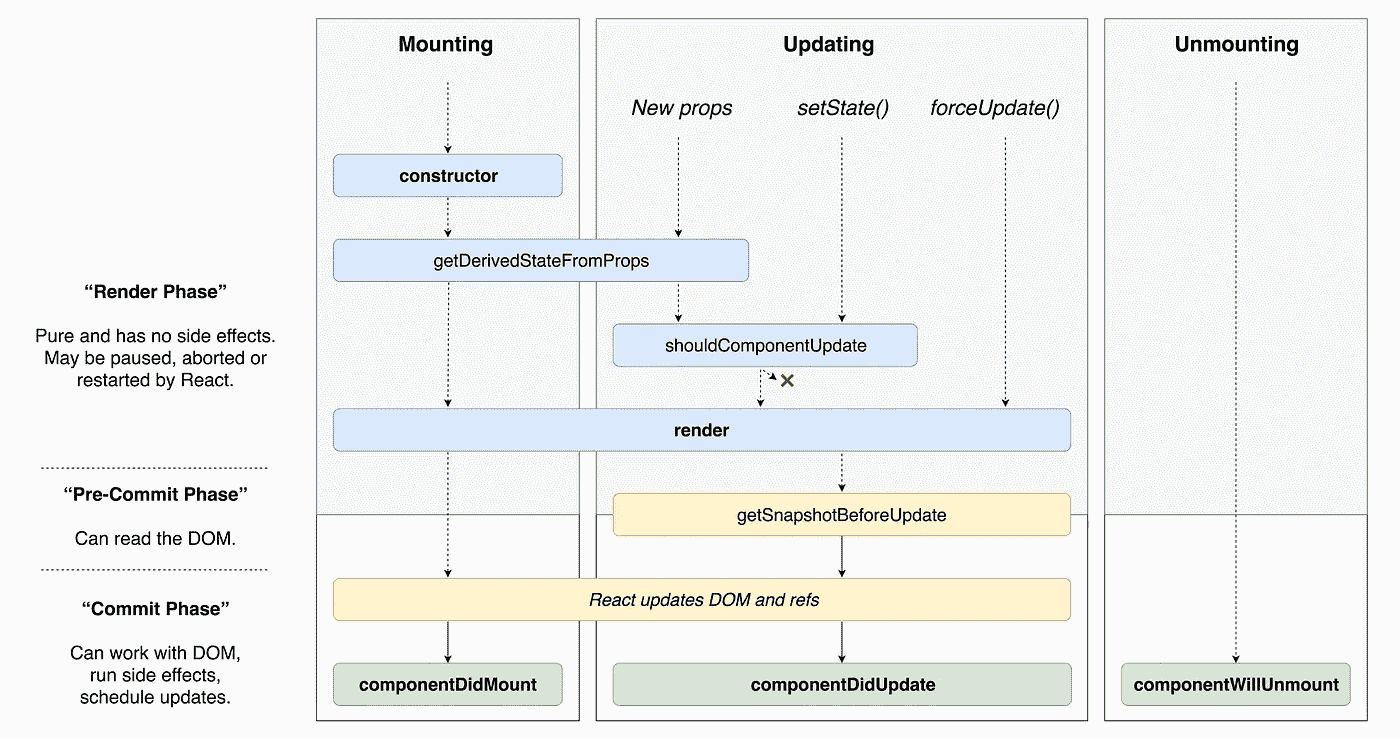 Mounting
Updating
Unmounting
New props
setState()
forceUpdate()
constructor
getDerivedStateFromProps
shouldComponentUpdate
render
getSnapshotBeforeUpdate
React updates DOM and refs
componentDidMount
componentDidUpdate
componentWillUnmount
“Render Phase”
Pure and has no side effects.
May be paused, aborted or
restarted by React.
“Pre-Commit Phase”
Can read the DOM.
“Commit Phase”
Can work with DOM,
run side effects,
schedule updates.